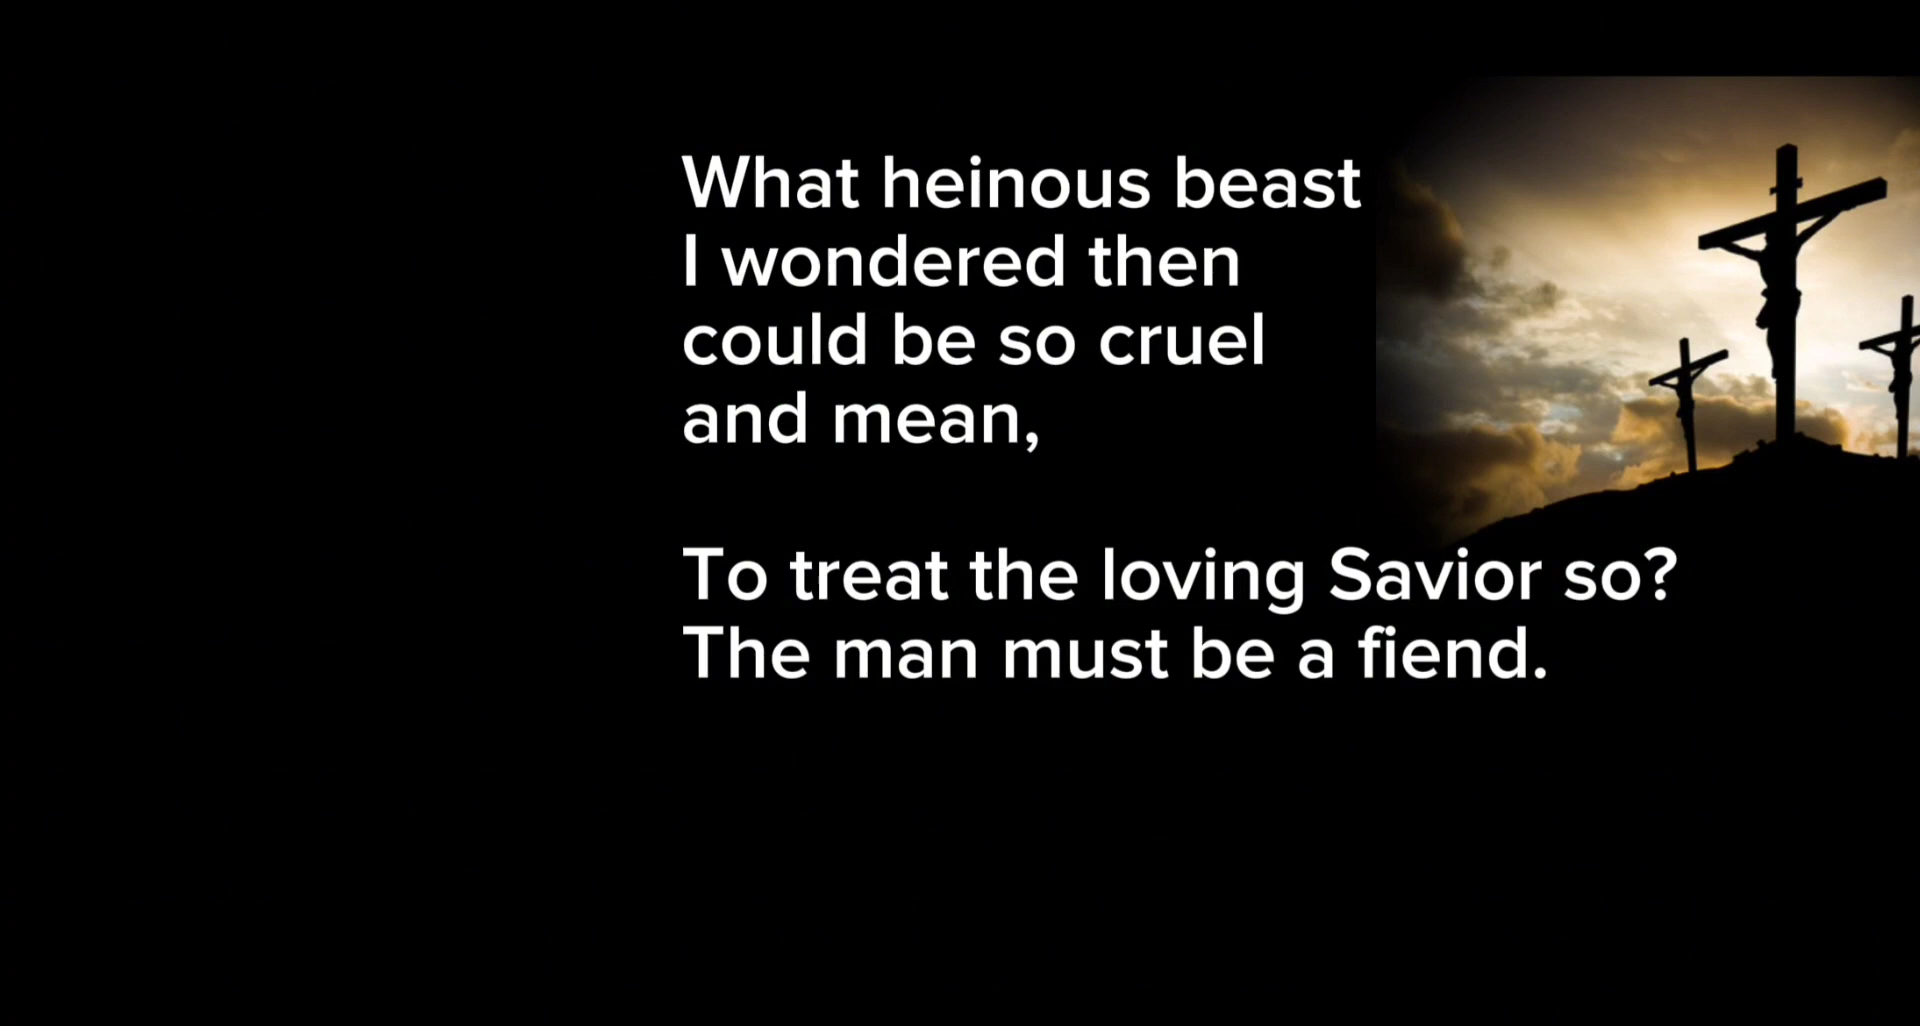 What heinous beast
I wondered then
could be so cruel
and mean,
To treat the loving Savior so?
The man must be a fiend.